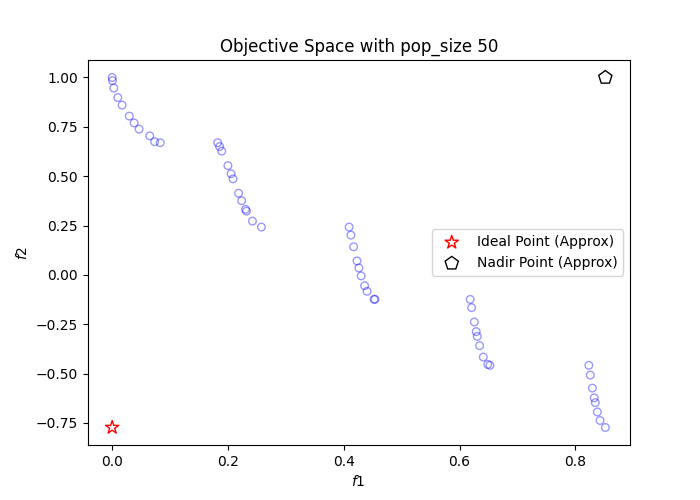 Objective Space with pop_size 50
1.00
0.75
0.50
0.25
0.00
−0.25
−0.50
−0.75
f2
Ideal Point (Approx)
Nadir Point (Approx)
0.0 0.2 0.4 0.6 0.8
f1